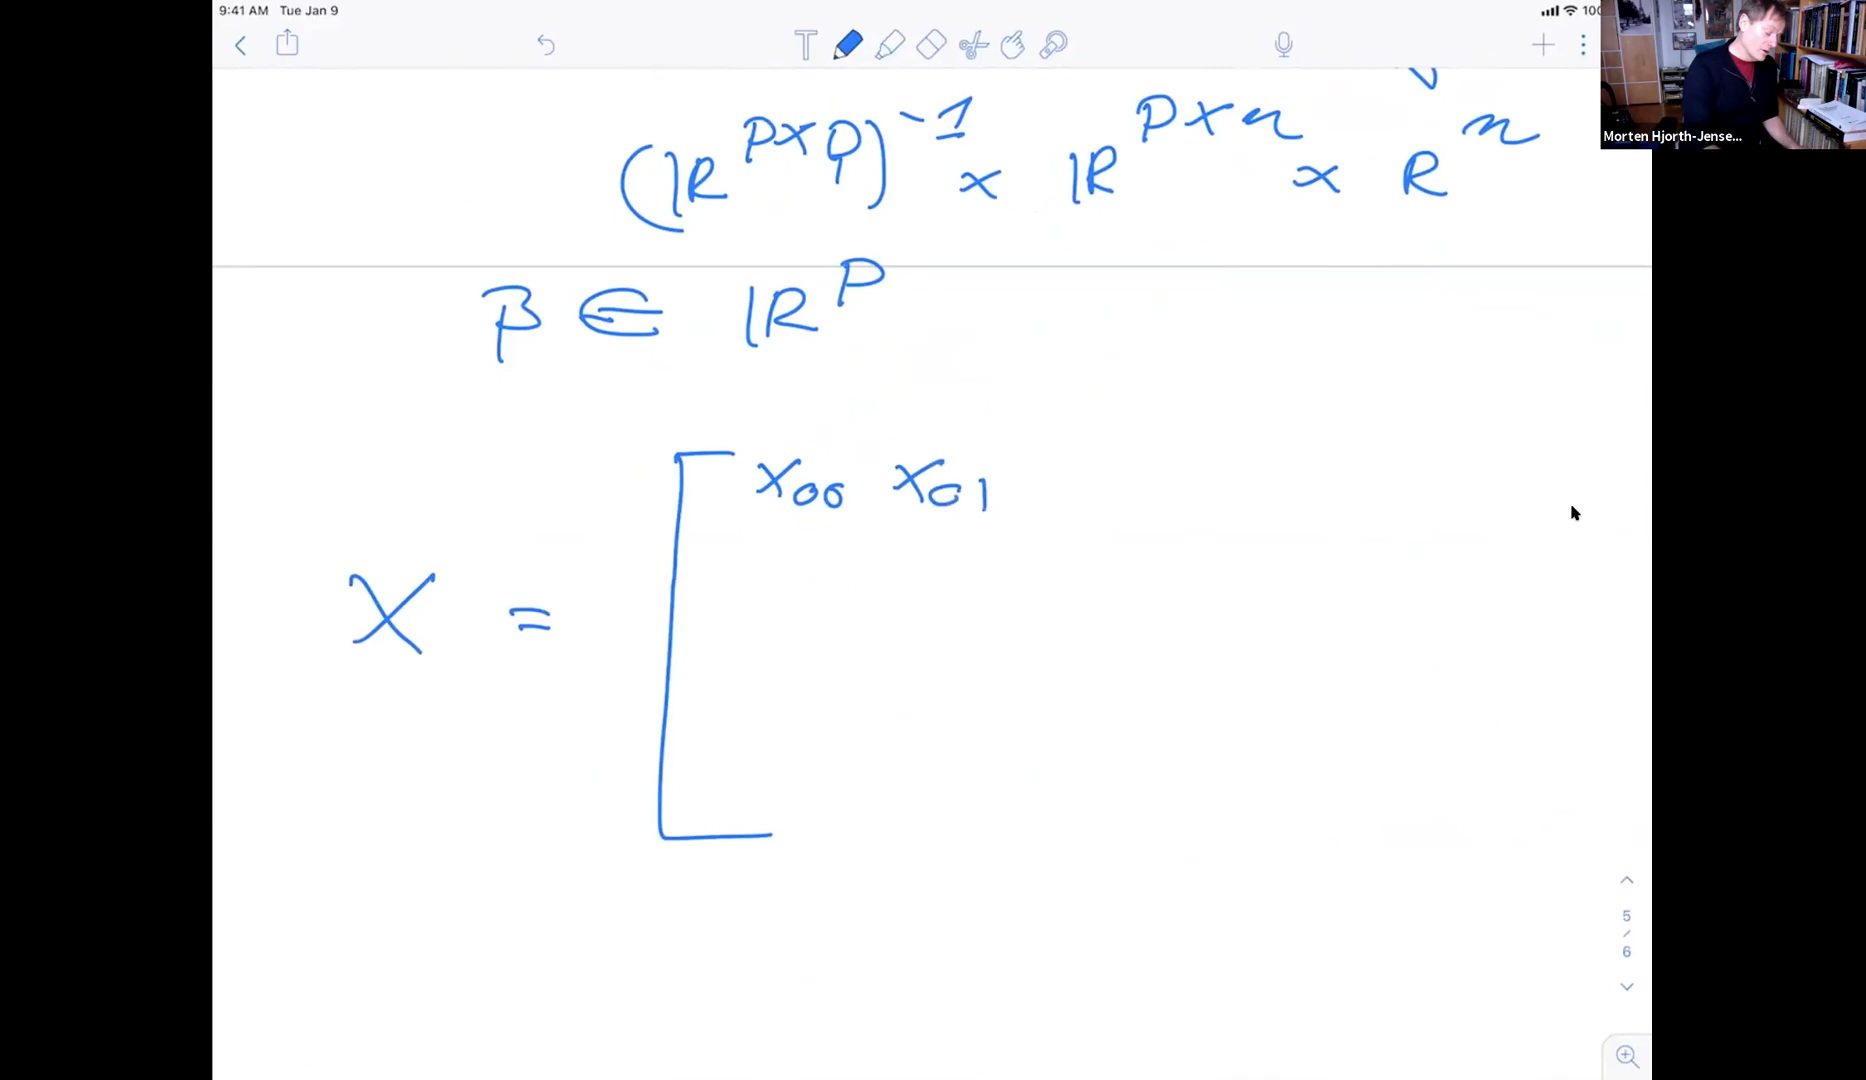 9:41 AM Tue Jan 9
T
(ℝ^{P×P})^{-1} × ℝ^{P×n} × R^n
β ∈ ℝ^P
X = [ x_{00} x_{01}
Morten Hjorth-Jense...
5
/
6